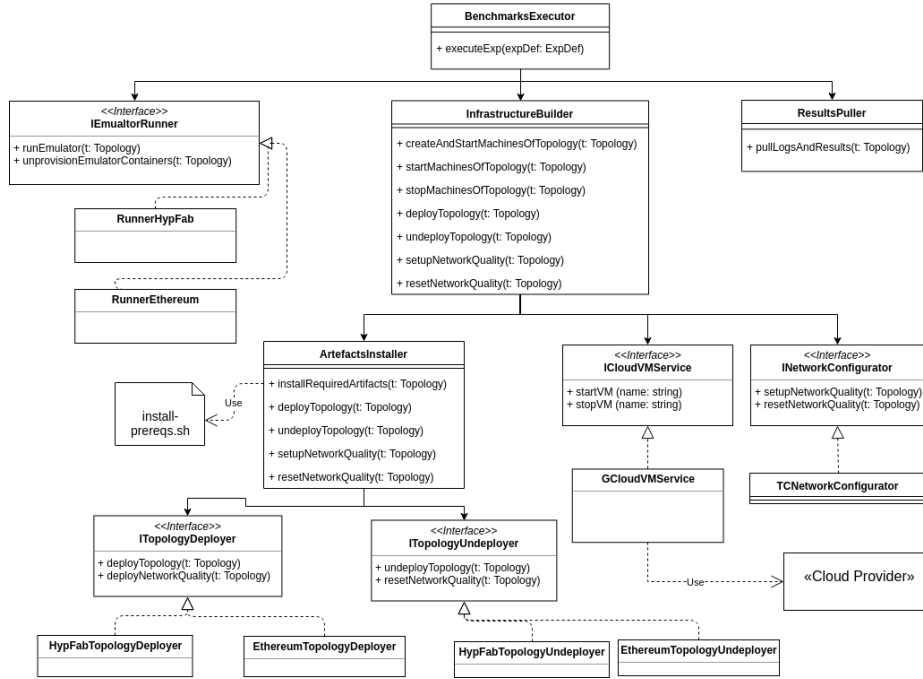 BenchmarksExecutor
+ executeExp(expDef: ExpDef)
<<Interface>>
IEmualtorRunner
+ runEmulator(t: Topology)
+ unprovisionEmulatorContainers(t: Topology)
InfrastructureBuilder
+ createAndStartMachinesOfTopology(t: Topology)
+ startMachinesOfTopology(t: Topology)
+ stopMachinesOfTopology(t: Topology)
+ deployTopology(t: Topology)
+ undeployTopology(t: Topology)
+ setupNetworkQuality(t: Topology)
+ resetNetworkQuality(t: Topology)
ResultsPuller
+ pullLogsAndResults(t: Topology)
RunnerHypFab
RunnerEthereum
ArtefactsInstaller
+ installRequiredArtifacts(t: Topology)
+ deployTopology(t: Topology)
+ undeployTopology(t: Topology)
+ setupNetworkQuality(t: Topology)
+ resetNetworkQuality(t: Topology)
Use
install-
prereqs.sh
<<Interface>>
ICloudVMService
+ startVM (name: string)
+ stopVM (name: string)
<<Interface>>
INetworkConfigurator
+ setupNetworkQuality(t: Topology)
+ resetNetworkQuality(t: Topology)
GCloudVMService
TCNetworkConfigurator
<<Interface>>
ITopologyDeployer
+ deployTopology(t: Topology)
+ deployNetworkQuality(t: Topology)
<<Interface>>
ITopologyUndeployer
+ undeployTopology(t: Topology)
+ resetNetworkQuality(t: Topology)
Use
«Cloud Provider»
HypFabTopologyDeployer
EthereumTopologyDeployer
HypFabTopologyUndeployer
EthereumTopologyUndeployer